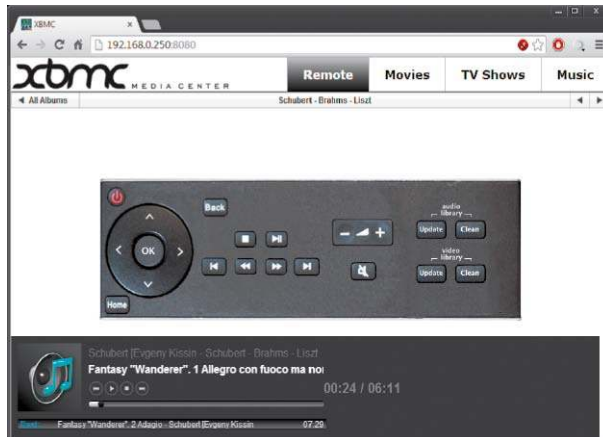 XBMC
192.168.0.250:8080
xbmc MEDIA CENTER
Remote Movies TV Shows Music
All Albums
Schubert - Brahms - Liszt
Back
OK
Home
audio library
Update Clean
video library
Update Clean
Schubert [Evgeny Kissin - Schubert - Brahms - Liszt
Fantasy "Wanderer". 1 Allegro con fuoco ma no
00:24 / 06:11
Next: Fantasy "Wanderer". 2 Adagio - Schubert [Evgeny Kissin 07:29